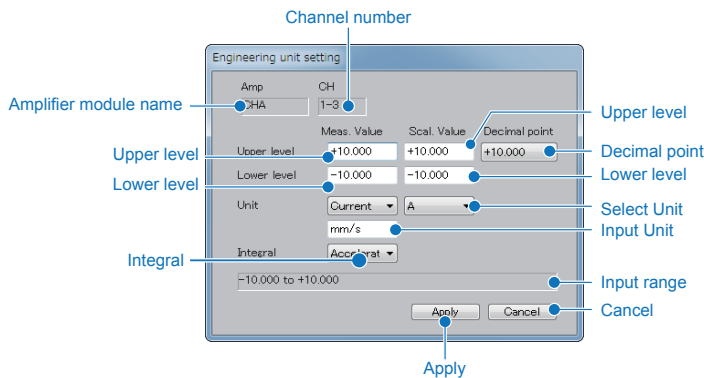 Channel number
Engineering unit setting
Amp CH
Amplifier module name CHA 1-3
Meas. Value Scal. Value Decimal point Upper level
Upper level Upper level +10.000 +10.000 +10.000 Decimal point
Lower level Lower level -10.000 -10.000 Lower level
Unit Current A Select Unit
mm/s Input Unit
Integral Integral Accelerat
-10.000 to +10.000 Input range
Apply Cancel Cancel
Apply